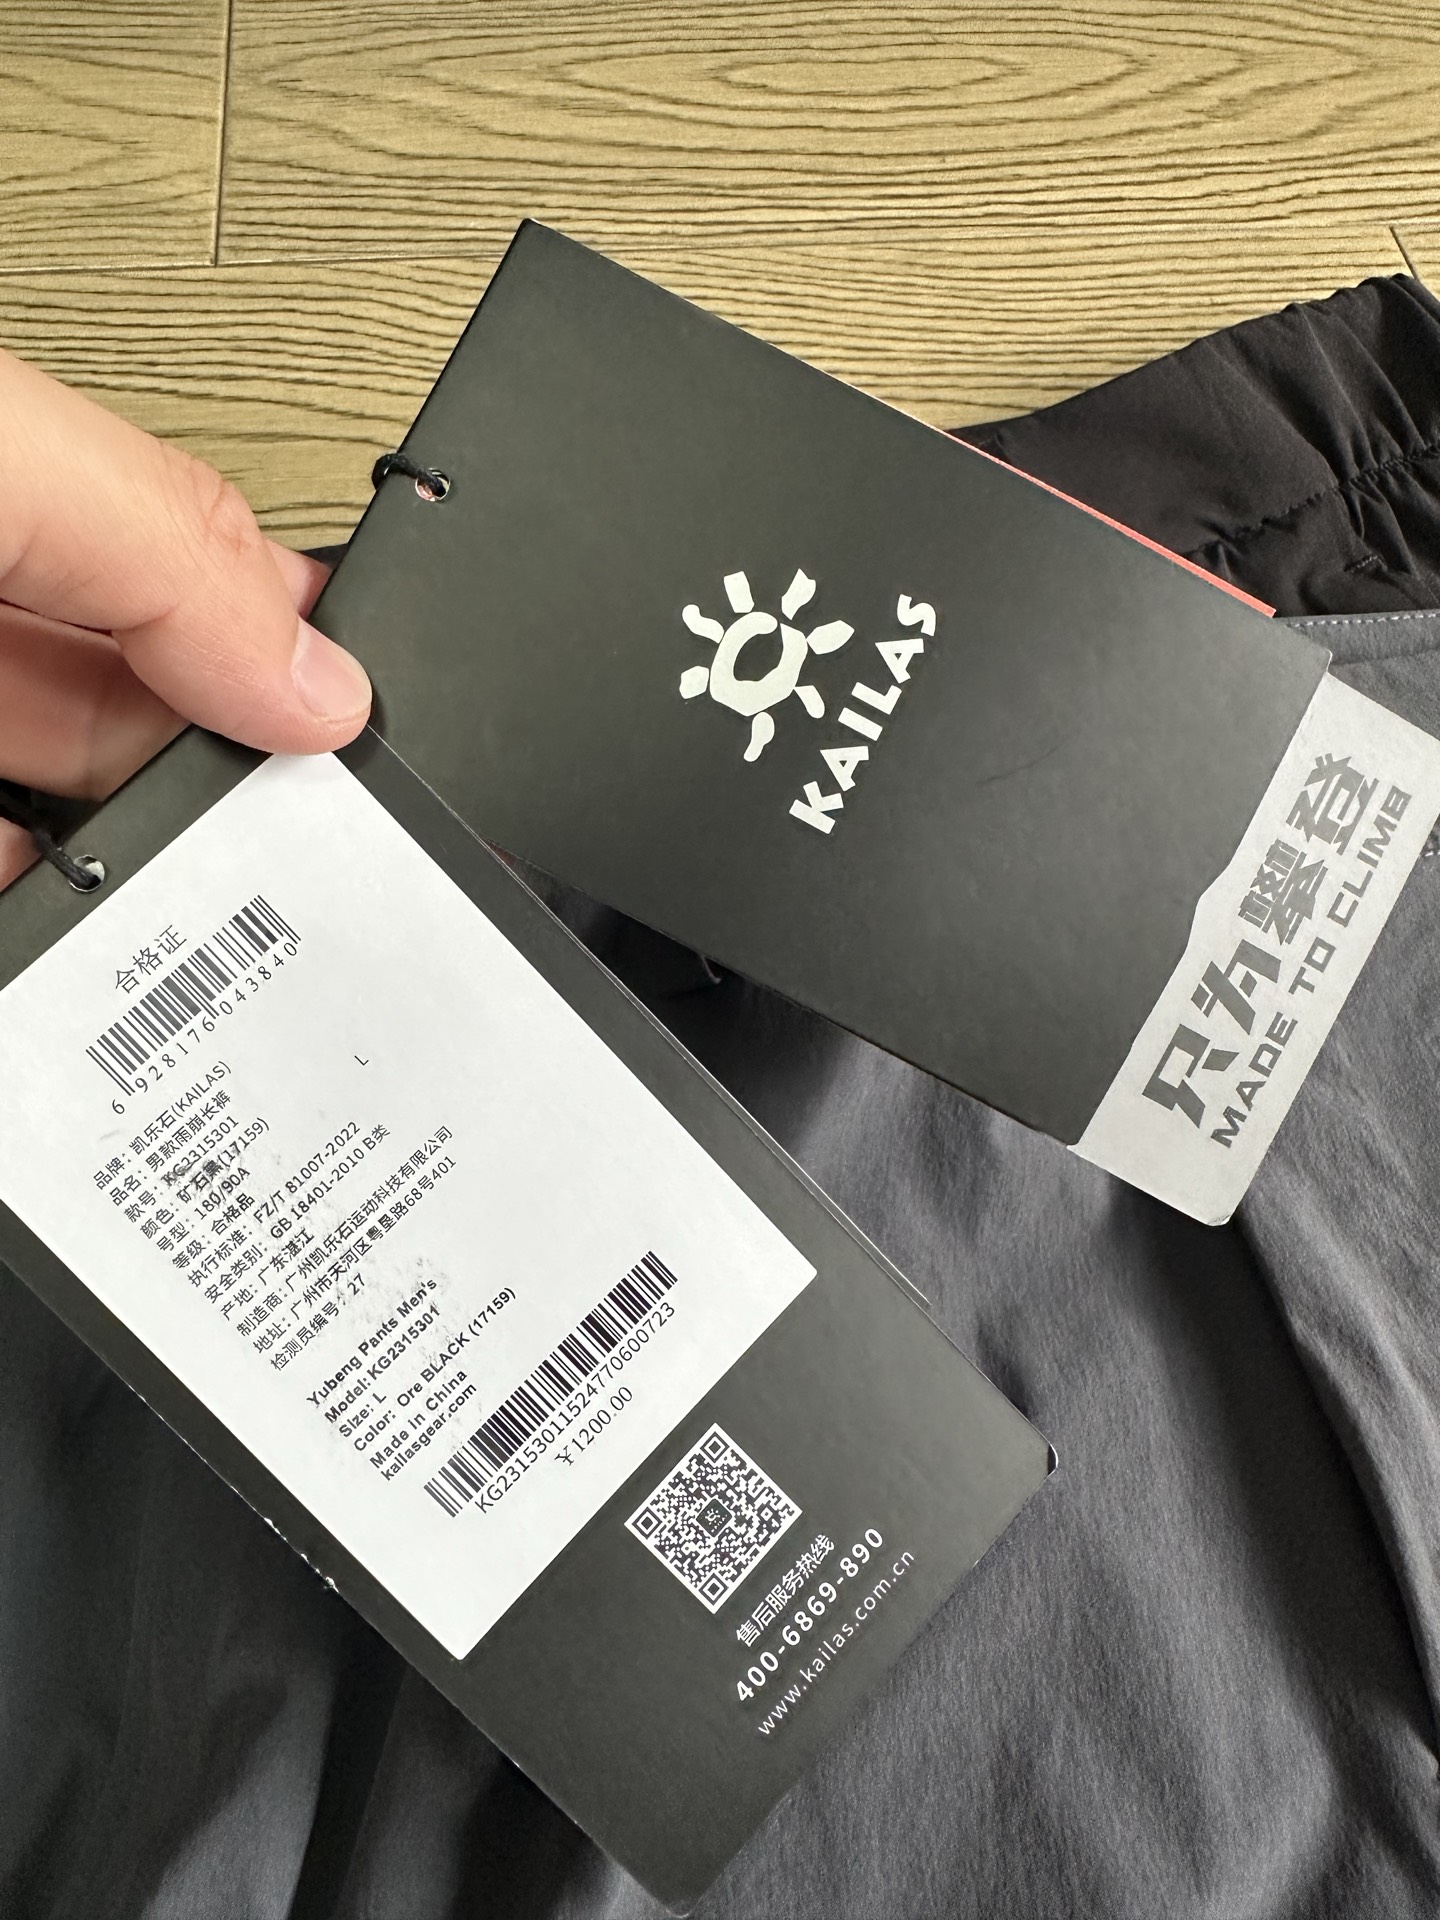 KAILAS
只为攀登
MADE TO CLIMB
合格证
6 928176 043840
L
品牌：凯乐石(KAILAS)
品名：男款雨崩长裤
款号：KG2315301
颜色：矿石黑(17159)
号型：180/90A
等级：合格品
执行标准：FZ/T 81007-2022
安全类别：GB 18401-2010 B类
产地：广东湛江
制造商：广州凯乐石运动科技有限公司
地址：广州市天河区粤垦路68号401
检测员编号：27
Yubeng Pants Men's
Model: KG2315301
Size: L
Color: Ore BLACK (17159)
Made in China
kailasgear.com
KG23153011524770600723
¥1200.00
售后服务热线
400-6869-890
www.kailas.com.cn